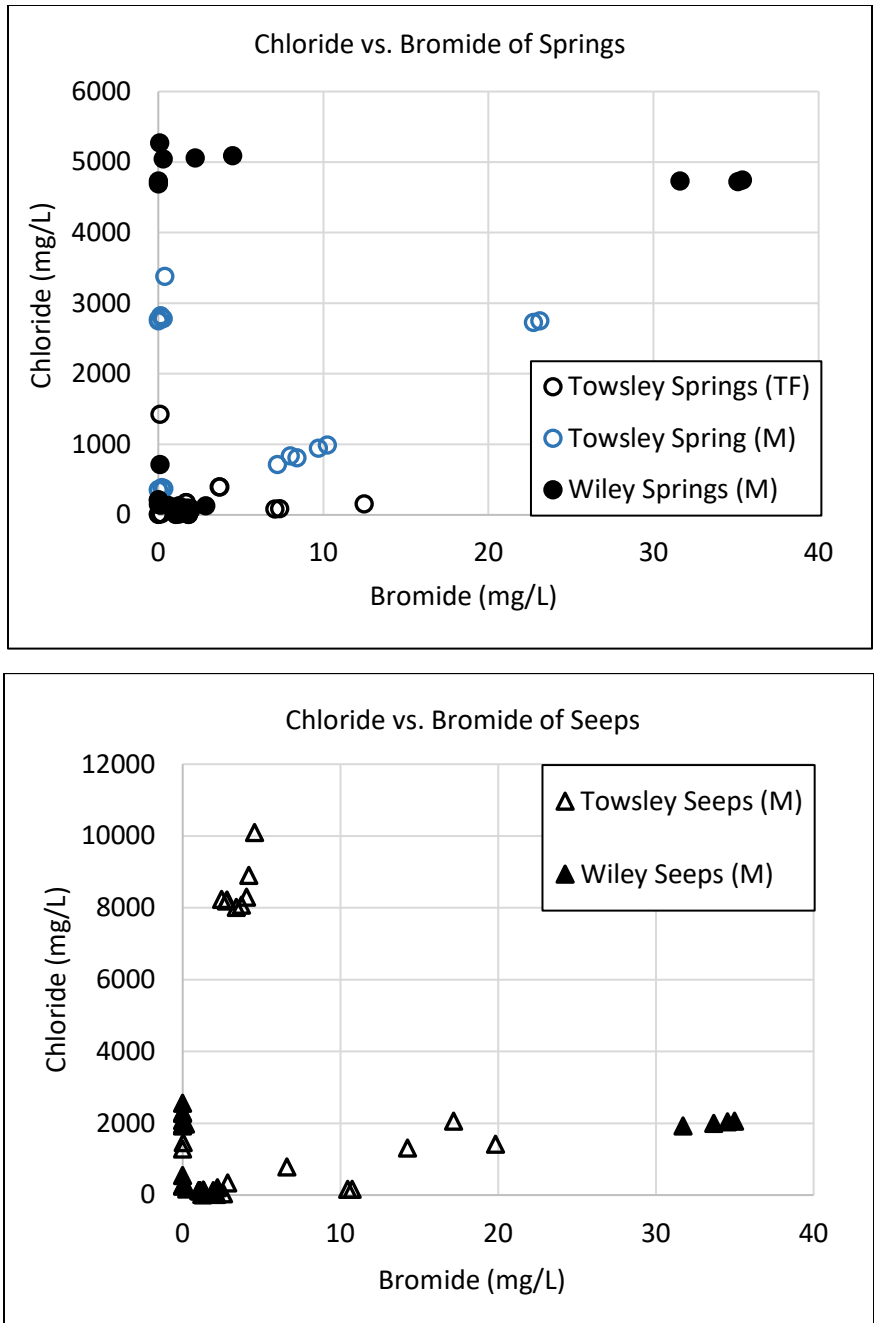 Chloride vs. Bromide of Springs
6000
5000
4000
3000
2000
1000
0
Chloride (mg/L)
Towsley Springs (TF)
Towsley Spring (M)
Wiley Springs (M)
0 10 20 30 40
Bromide (mg/L)
Chloride vs. Bromide of Seeps
12000
10000
8000
6000
4000
2000
0
Chloride (mg/L)
Towsley Seeps (M)
Wiley Seeps (M)
0 10 20 30 40
Bromide (mg/L)